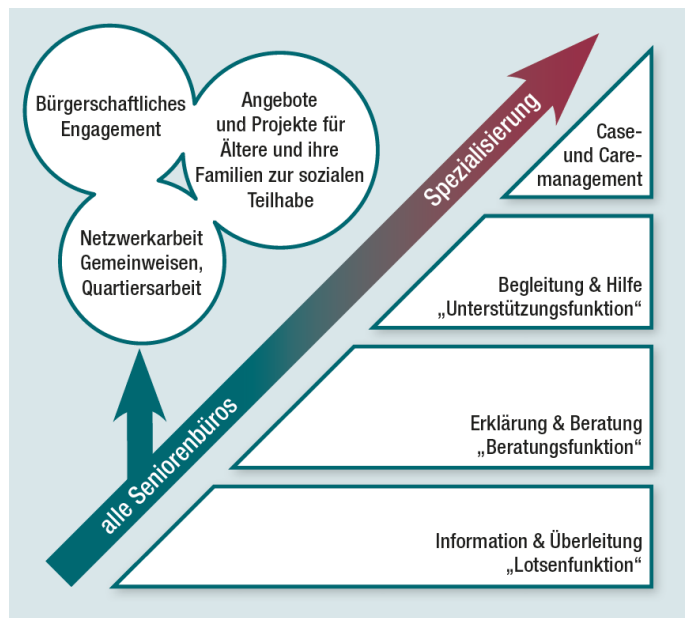 Bürgerschaftliches
Engagement
Angebote
und Projekte für
Ältere und ihre
Familien zur sozialen
Teilhabe
Netzwerkarbeit
Gemeinweisen,
Quartiersarbeit
alle Seniorenbüros
Spezialisierung
Case-
und Care-
management
Begleitung & Hilfe
„Unterstützungsfunktion“
Erklärung & Beratung
„Beratungsfunktion“
Information & Überleitung
„Lotsenfunktion“